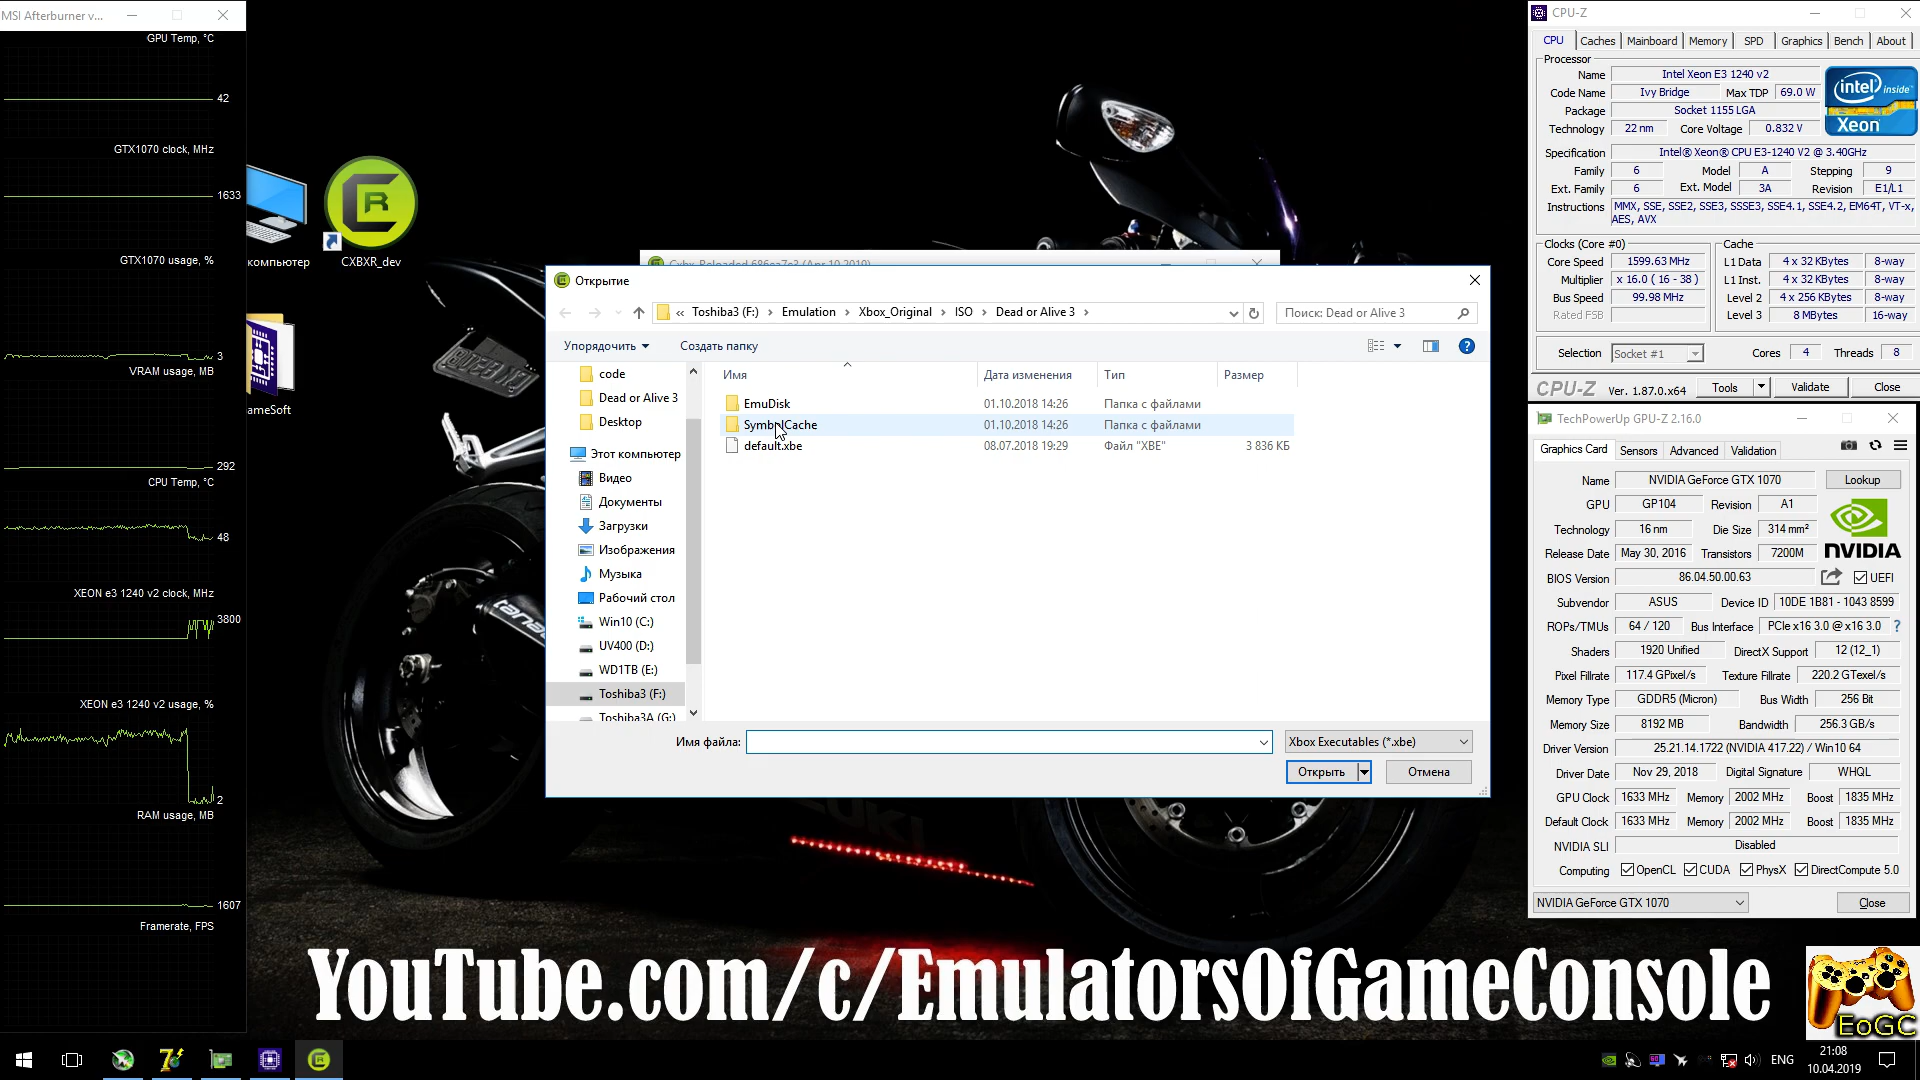 MSI Afterburner v...
GPU Temp, °C
42
GTX1070 clock, MHz
1633
GTX1070 usage, %
3
VRAM usage, MB
292
CPU Temp, °C
48
XEON e3 1240 v2 clock, MHz
3800
XEON e3 1240 v2 usage, %
2
RAM usage, MB
1607
Framerate, FPS
компьютер
CXBXR_dev
ameSoft
Открытие
« Toshiba3 (F:) › Emulation › Xbox_Original › ISO › Dead or Alive 3 ›
Поиск: Dead or Alive 3
Упорядочить
Создать папку
code
Dead or Alive 3
Desktop
Этот компьютер
Видео
Документы
Загрузки
Изображения
Музыка
Рабочий стол
Win10 (C:)
UV400 (D:)
WD1TB (E:)
Toshiba3 (F:)
Toshiba3A (G:)
Имя Дата изменения Тип Размер
EmuDisk 01.10.2018 14:26 Папка с файлами
SymbolCache 01.10.2018 14:26 Папка с файлами
default.xbe 08.07.2018 19:29 Файл "XBE" 3 836 КБ
Имя файла:
Xbox Executables (*.xbe)
Открыть
Отмена
CPU-Z
CPU Caches Mainboard Memory SPD Graphics Bench About
Processor
Name Intel Xeon E3 1240 v2
Code Name Ivy Bridge Max TDP 69.0 W
Package Socket 1155 LGA
Technology 22 nm Core Voltage 0.832 V
intel inside
Xeon
Specification Intel® Xeon® CPU E3-1240 V2 @ 3.40GHz
Family 6 Model A Stepping 9
Ext. Family 6 Ext. Model 3A Revision E1/L1
Instructions MMX, SSE, SSE2, SSE3, SSSE3, SSE4.1, SSE4.2, EM64T, VT-x,
AES, AVX
Clocks (Core #0)
Core Speed 1599.63 MHz
Multiplier x 16.0 ( 16 - 38 )
Bus Speed 99.98 MHz
Rated FSB
Cache
L1 Data 4 x 32 KBytes 8-way
L1 Inst. 4 x 32 KBytes 8-way
Level 2 4 x 256 KBytes 8-way
Level 3 8 MBytes 16-way
Selection Socket #1 Cores 4 Threads 8
CPU-Z Ver. 1.87.0.x64 Tools Validate Close
TechPowerUp GPU-Z 2.16.0
Graphics Card Sensors Advanced Validation
Name NVIDIA GeForce GTX 1070 Lookup
GPU GP104 Revision A1
Technology 16 nm Die Size 314 mm²
Release Date May 30, 2016 Transistors 7200M
NVIDIA
BIOS Version 86.04.50.00.63 UEFI
Subvendor ASUS Device ID 10DE 1B81 - 1043 8599
ROPs/TMUs 64 / 120 Bus Interface PCIe x16 3.0 @ x16 3.0 ?
Shaders 1920 Unified DirectX Support 12 (12_1)
Pixel Fillrate 117.4 GPixel/s Texture Fillrate 220.2 GTexel/s
Memory Type GDDR5 (Micron) Bus Width 256 Bit
Memory Size 8192 MB Bandwidth 256.3 GB/s
Driver Version 25.21.14.1722 (NVIDIA 417.22) / Win10 64
Driver Date Nov 29, 2018 Digital Signature WHQL
GPU Clock 1633 MHz Memory 2002 MHz Boost 1835 MHz
Default Clock 1633 MHz Memory 2002 MHz Boost 1835 MHz
NVIDIA SLI Disabled
Computing OpenCL CUDA PhysX DirectCompute 5.0
NVIDIA GeForce GTX 1070 Close
YouTube.com/c/EmulatorsOfGameConsole
EoGC
ENG
21:08
10.04.2019